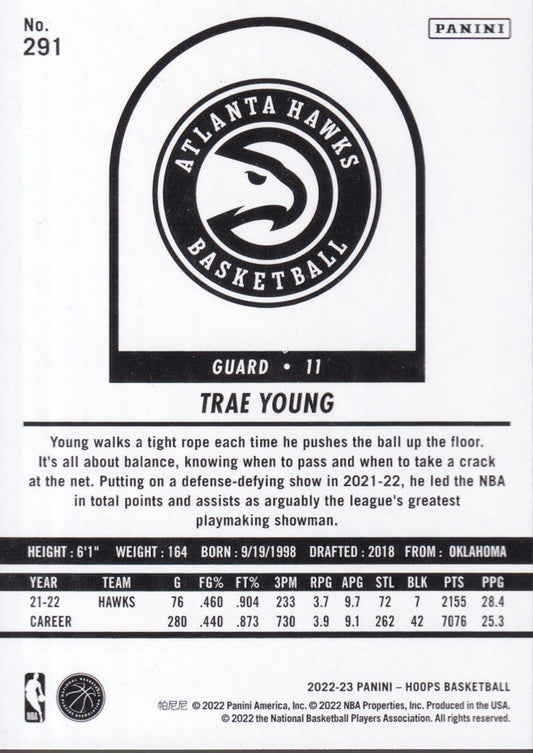 No.
291
PANINI
ATLANTA HAWKS
BASKETBALL
GUARD • 11
TRAE YOUNG
Young walks a tight rope each time he pushes the ball up the floor.
It's all about balance, knowing when to pass and when to take a crack
at the net. Putting on a defense-defying show in 2021-22, he led the NBA
in total points and assists as arguably the league's greatest
playmaking showman.
HEIGHT : 6'1" WEIGHT : 164 BORN : 9/19/1998 DRAFTED : 2018 FROM : OKLAHOMA
YEAR TEAM G FG% FT% 3PM RPG APG STL BLK PTS PPG
21-22 HAWKS 76 .460 .904 233 3.7 9.7 72 7 2155 28.4
CAREER 280 .440 .873 730 3.9 9.1 262 42 7076 25.3
2022-23 PANINI – HOOPS BASKETBALL
帕尼尼 © 2022 Panini America, Inc. © 2022 NBA Properties, Inc. Produced in the USA.
© 2022 the National Basketball Players Association. All rights reserved.
NBA